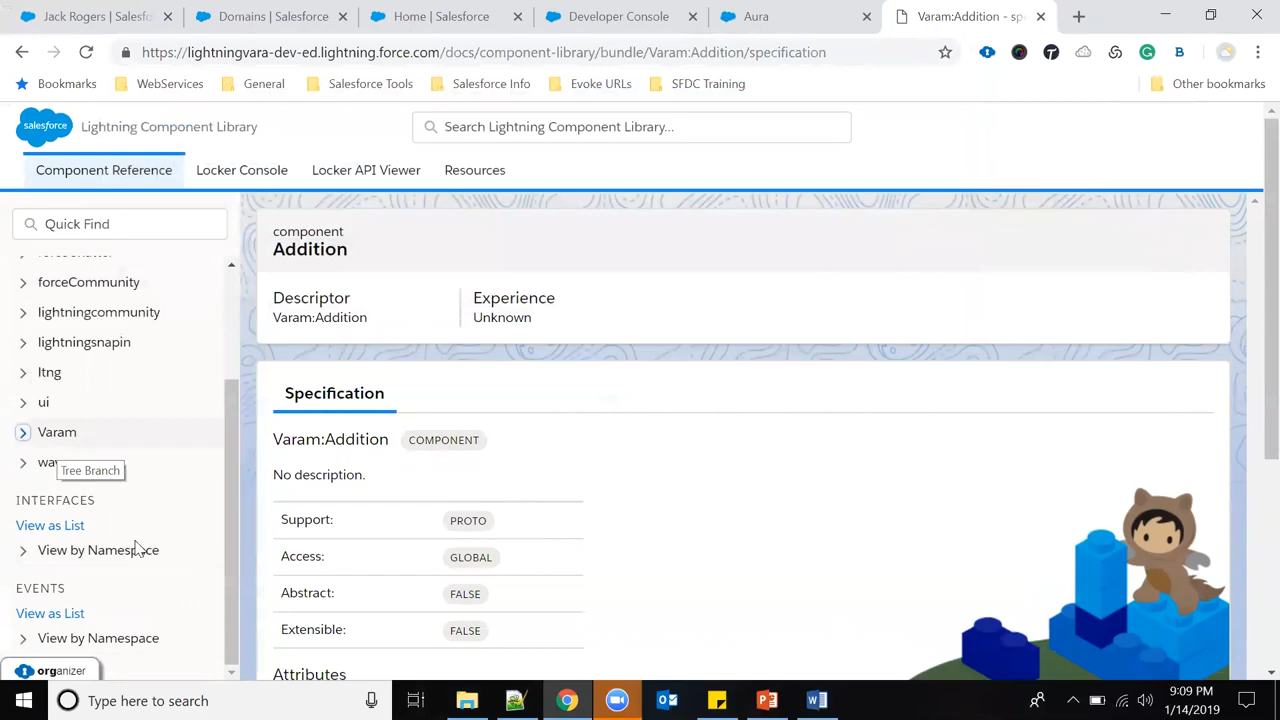 Jack Rogers | Salesforce
Domains | Salesforce
Home | Salesforce
Developer Console
Aura
Varam:Addition - sp
https://lightningvara-dev-ed.lightning.force.com/docs/component-library/bundle/Varam:Addition/specification
Bookmarks
WebServices
General
Salesforce Tools
Salesforce Info
Evoke URLs
SFDC Training
Other bookmarks
salesforce
Lightning Component Library
Search Lightning Component Library...
Component Reference
Locker Console
Locker API Viewer
Resources
Quick Find
forceCommunity
lightningcommunity
lightningsnapin
ltng
ui
Varam
Tree Branch
INTERFACES
View as List
View by Namespace
EVENTS
View as List
View by Namespace
organizer
component
Addition
Descriptor
Experience
Varam:Addition
Unknown
Specification
Varam:Addition
COMPONENT
No description.
Support:
PROTO
Access:
GLOBAL
Abstract:
FALSE
Extensible:
FALSE
Attributes
Type here to search
9:09 PM
1/14/2019